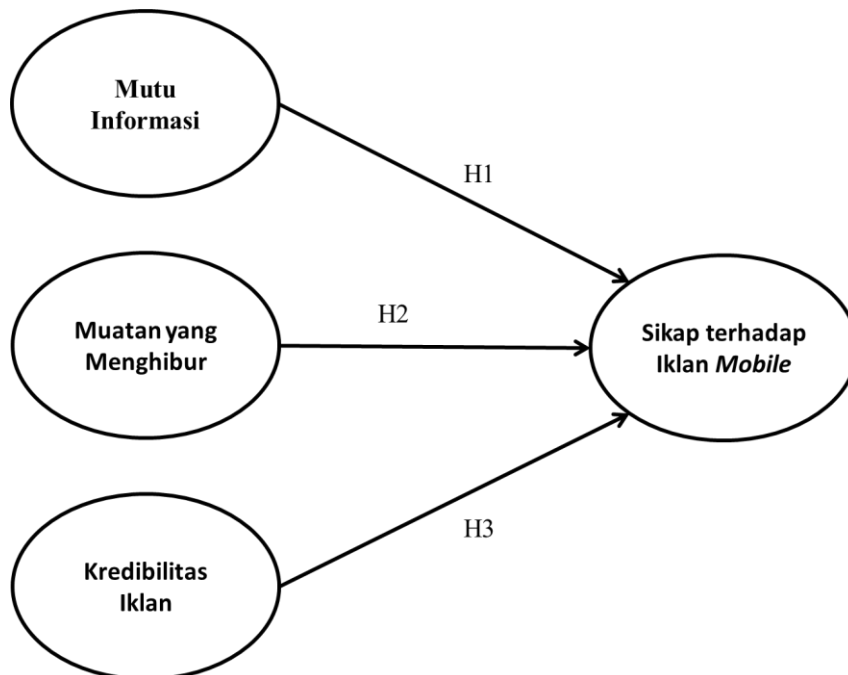 Mutu
Informasi
H1
Muatan yang
Menghibur
H2
Sikap terhadap
Iklan Mobile
H3
Kredibilitas
Iklan